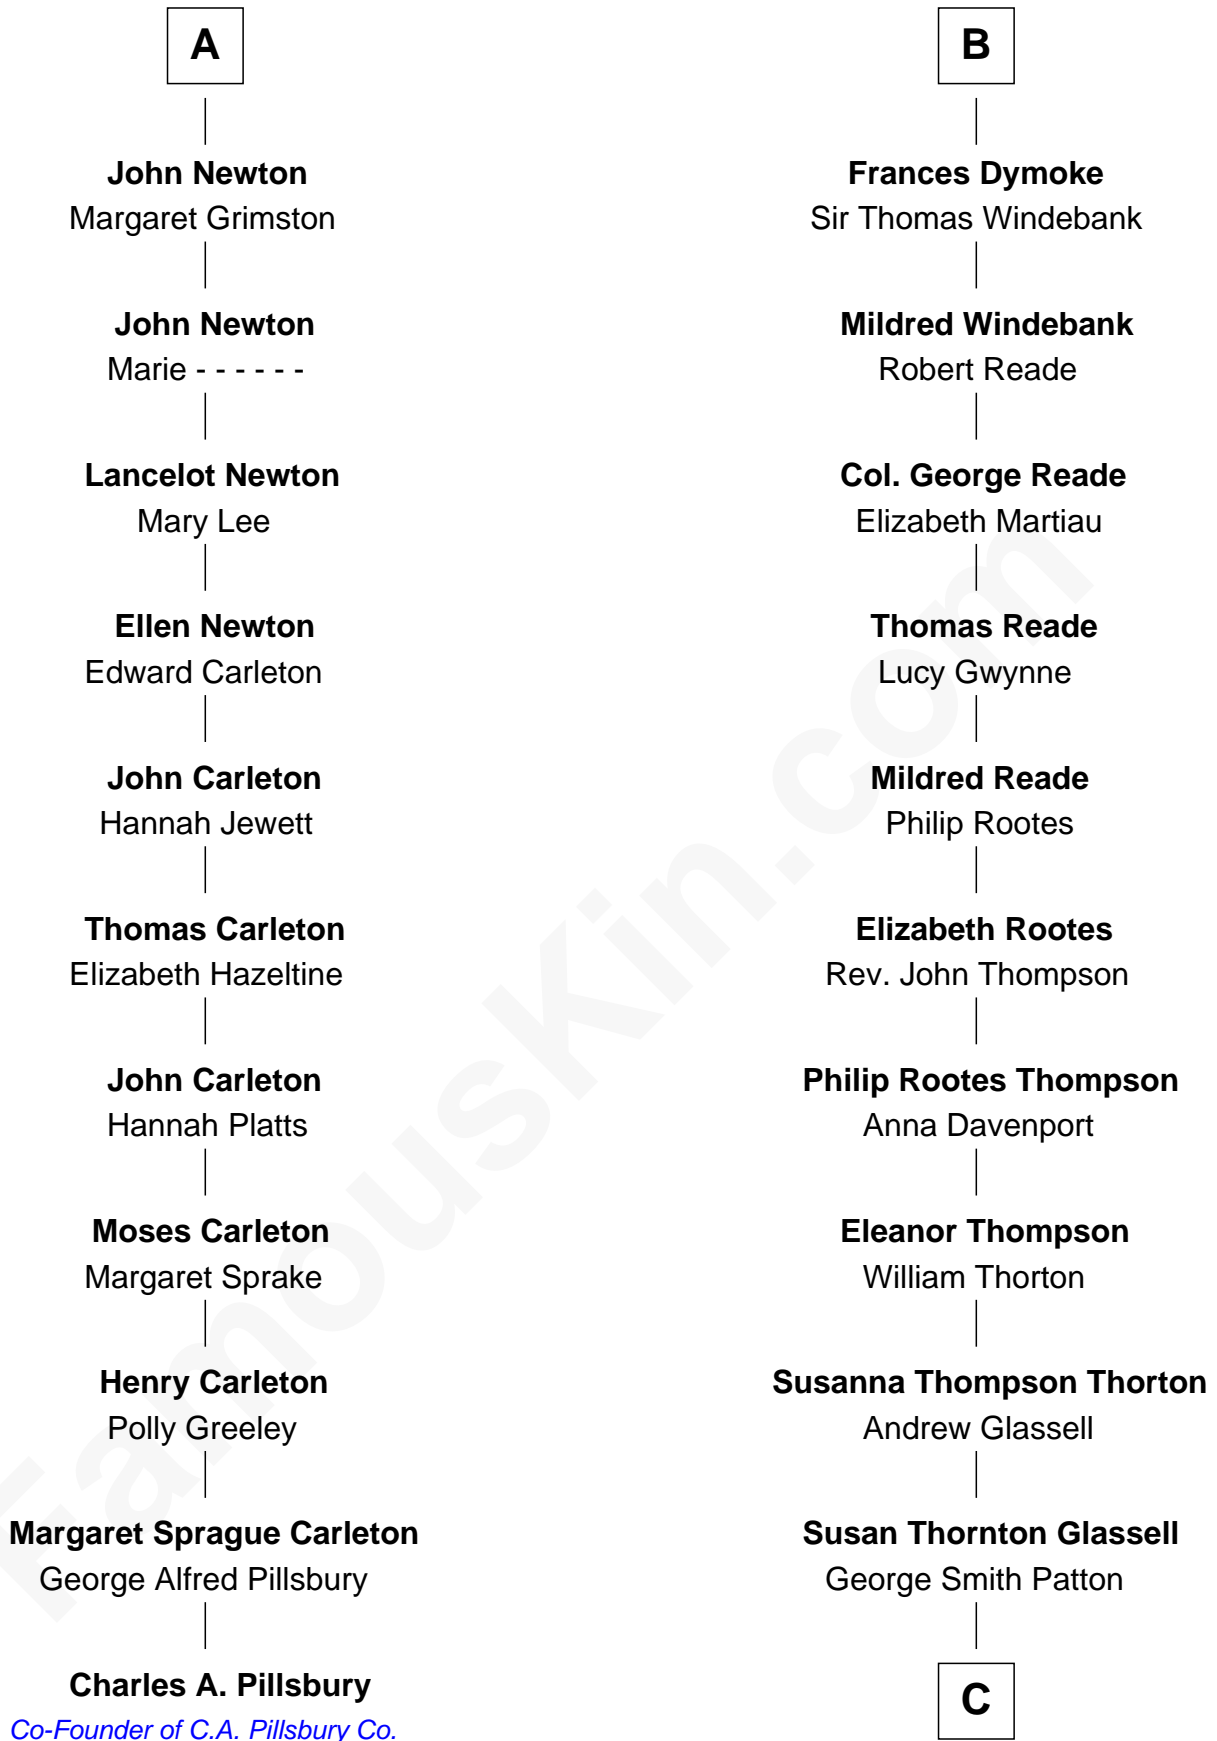 A
John Newton
Margaret Grimston
John Newton
Marie - - - - - -
Lancelot Newton
Mary Lee
Ellen Newton
Edward Carleton
John Carleton
Hannah Jewett
Thomas Carleton
Elizabeth Hazeltine
John Carleton
Hannah Platts
Moses Carleton
Margaret Sprake
Henry Carleton
Polly Greeley
Margaret Sprague Carleton
George Alfred Pillsbury
Charles A. Pillsbury
Co-Founder of C.A. Pillsbury Co.
B
Frances Dymoke
Sir Thomas Windebank
Mildred Windebank
Robert Reade
Col. George Reade
Elizabeth Martiau
Thomas Reade
Lucy Gwynne
Mildred Reade
Philip Rootes
Elizabeth Rootes
Rev. John Thompson
Philip Rootes Thompson
Anna Davenport
Eleanor Thompson
William Thorton
Susanna Thompson Thorton
Andrew Glassell
Susan Thornton Glassell
George Smith Patton
C
FamousKin.com